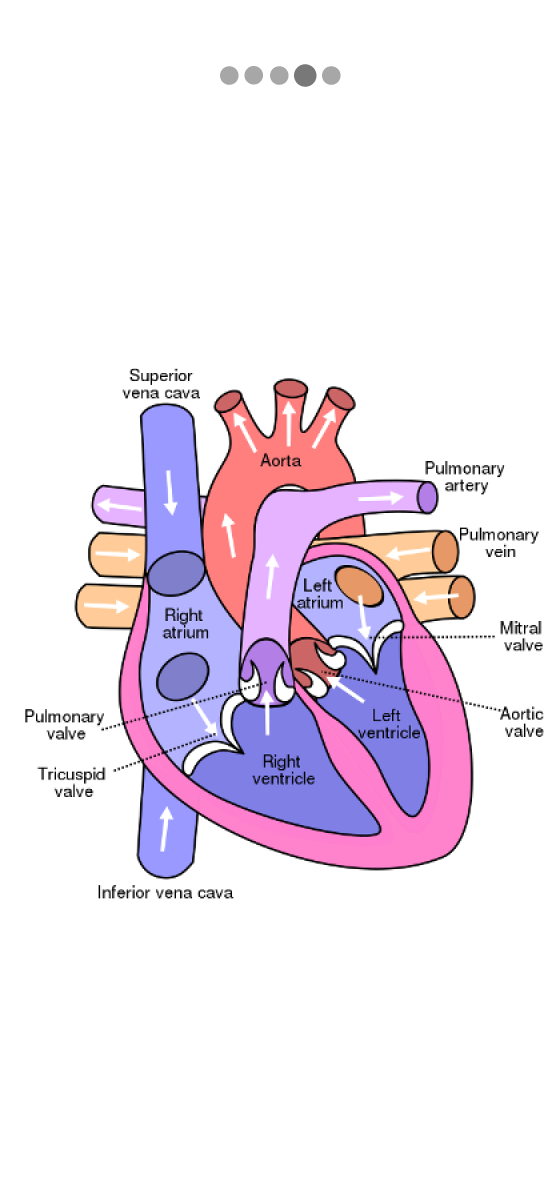 Superior
vena cava
Aorta
Pulmonary
artery
Pulmonary
vein
Left
atrium
Right
atrium
Mitral
valve
Pulmonary
valve
Aortic
valve
Left
ventricle
Tricuspid
valve
Right
ventricle
Inferior vena cava